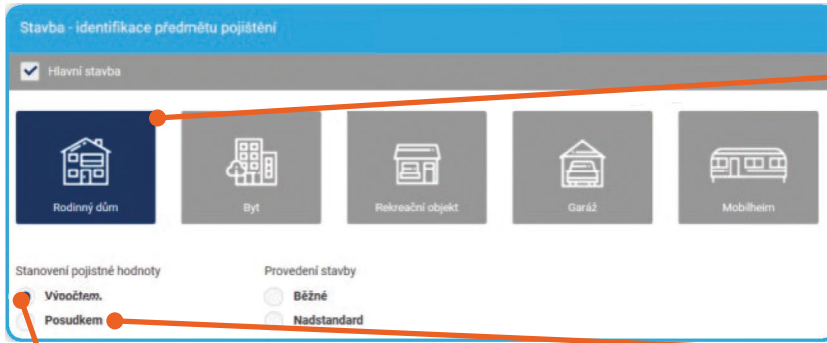 Stavba - identifikace předmětu pojištění
Hlavní stavba
Rodinný dům
Byt
Rekreační objekt
Garáž
Mobilheim
Stanovení pojistné hodnoty
Provedení stavby
Výpočtem.
Běžné
Posudkem
Nadstandard